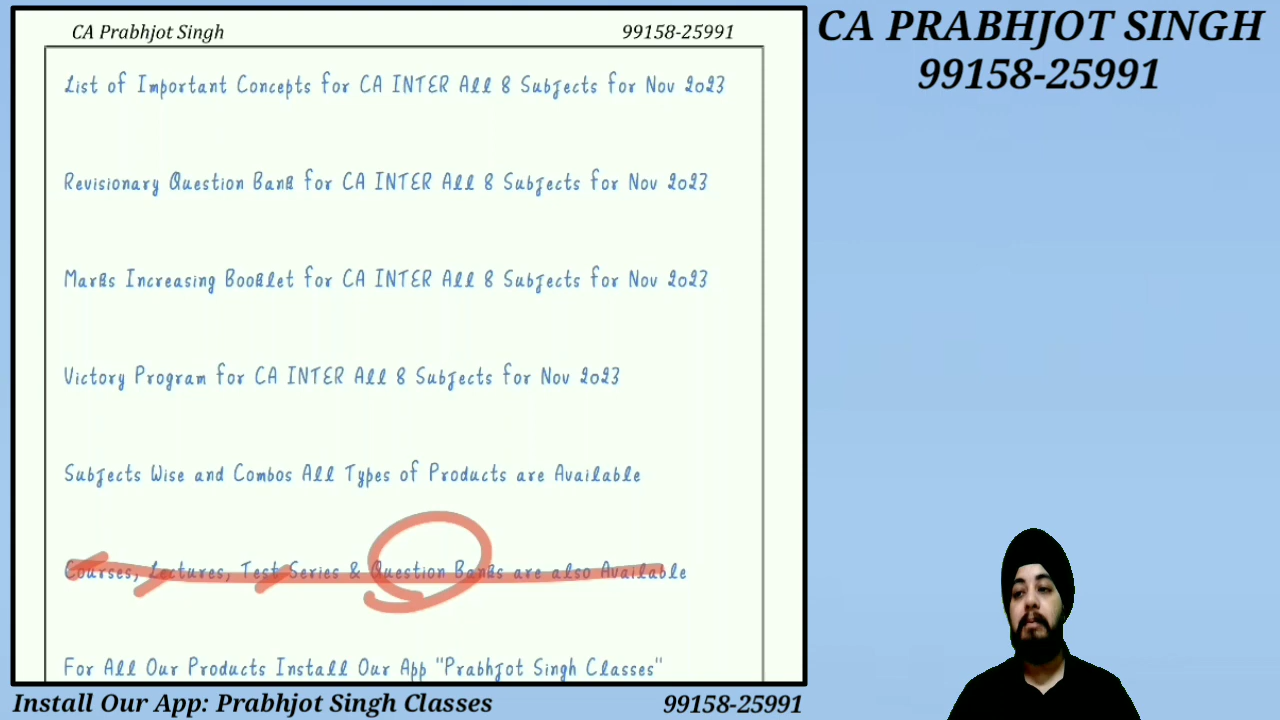 CA Prabhjot Singh 99158-25991
List of Important Concepts for CA INTER All 8 Subjects for Nov 2023
Revisionary Question Bank for CA INTER All 8 Subjects for Nov 2023
Marks Increasing Booklet for CA INTER All 8 Subjects for Nov 2023
Victory Program for CA INTER All 8 Subjects for Nov 2023
Subjects Wise and Combos All Types of Products are Available
Courses, Lectures, Test Series & Question Banks are also Available
For All Our Products Install Our App "Prabhjot Singh Classes"
CA PRABHJOT SINGH
99158-25991
Install Our App: Prabhjot Singh Classes 99158-25991